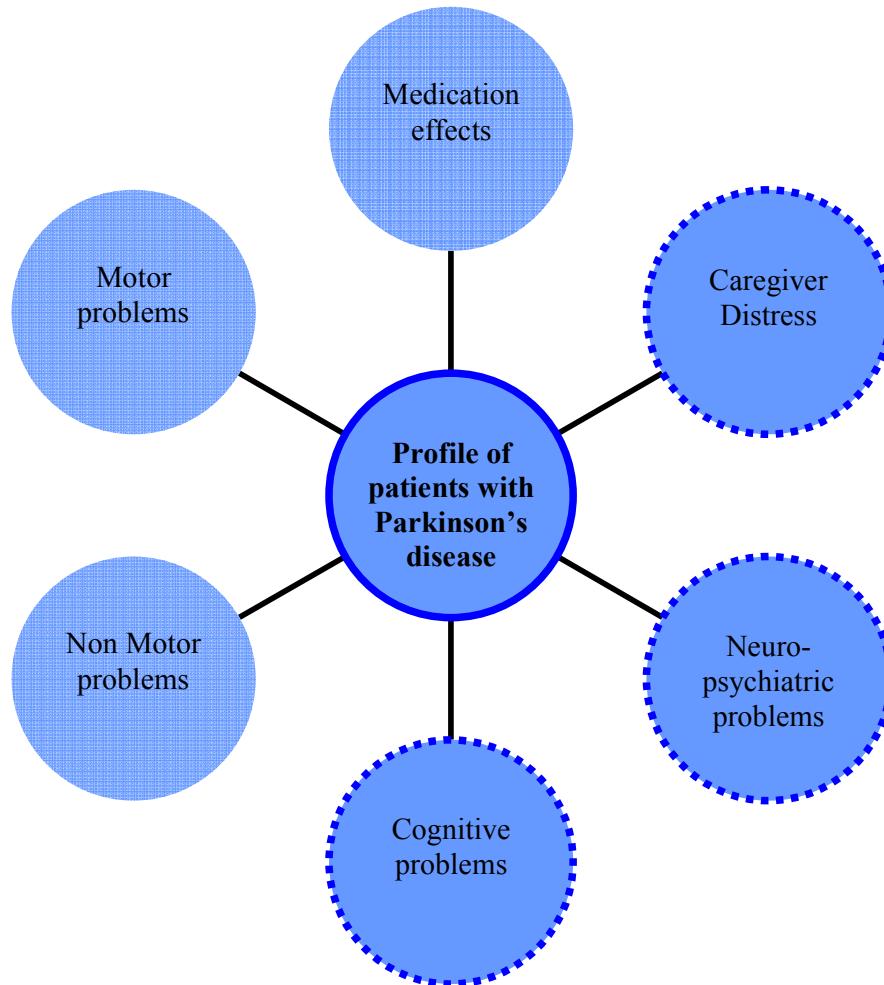 Medication
effects
Motor
problems
Caregiver
Distress
Profile of
patients with
Parkinson’s
disease
Non Motor
problems
Neuro-
psychiatric
problems
Cognitive
problems